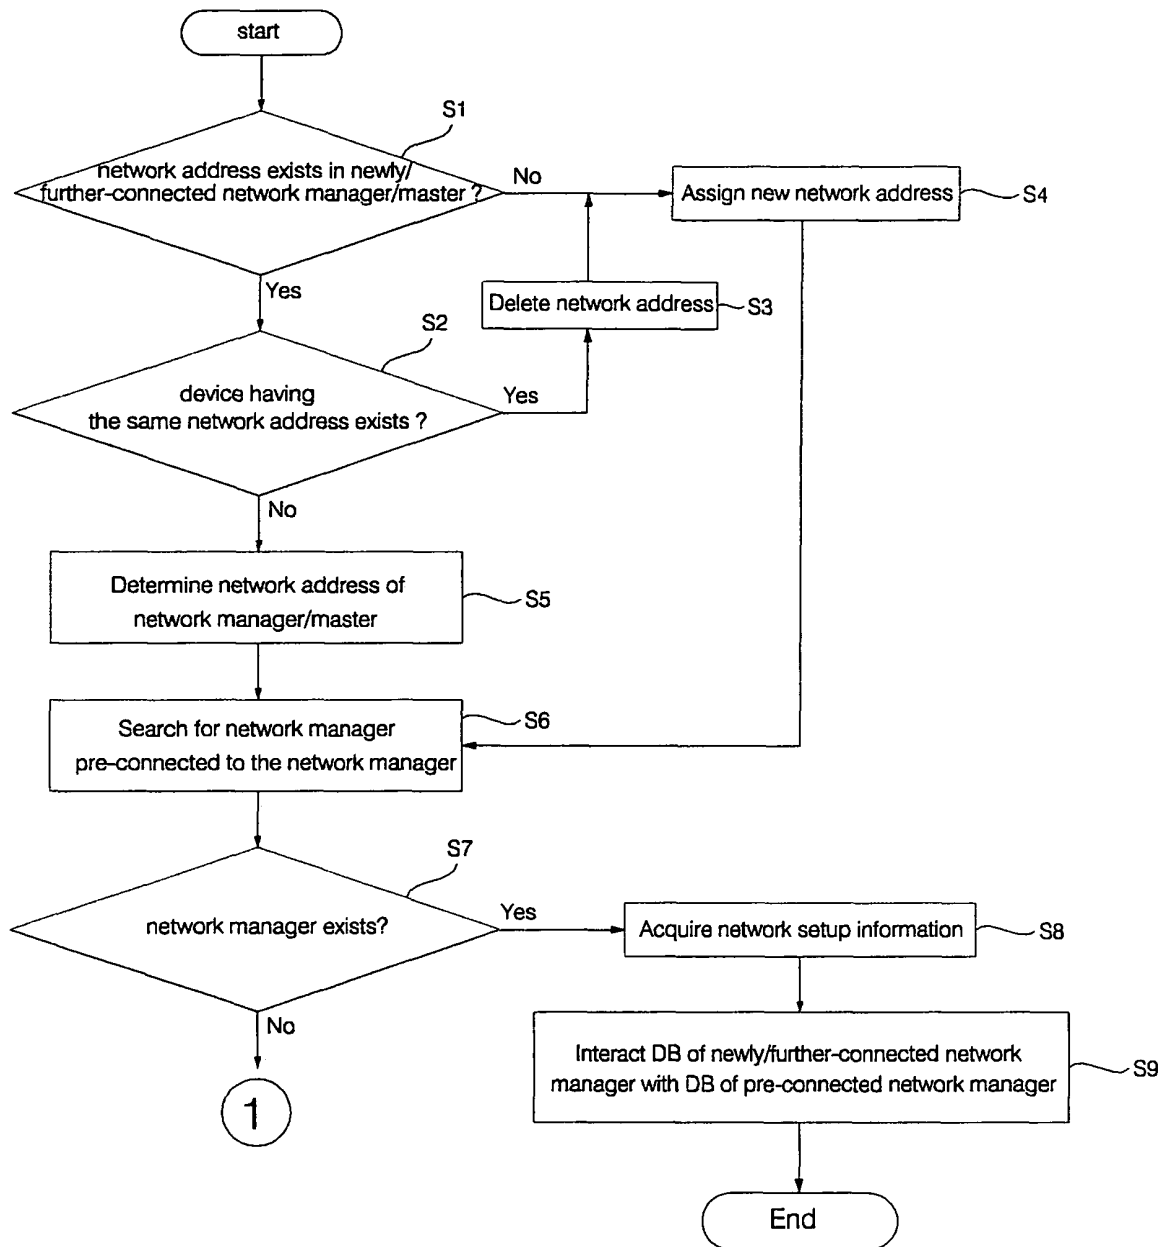 start
S1
network address exists in newly/
further-connected network manager/master ?
No
Assign new network address
S4
Yes
Delete network address
S3
S2
device having
the same network address exists ?
Yes
No
Determine network address of
network manager/master
S5
Search for network manager
pre-connected to the network manager
S6
S7
network manager exists?
Yes
Acquire network setup information
S8
No
1
Interact DB of newly/further-connected network
manager with DB of pre-connected network manager
S9
End